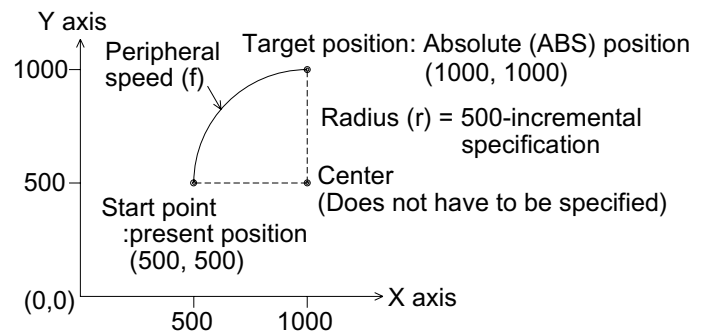 Y axis
Peripheral
speed (f)
Target position: Absolute (ABS) position
(1000, 1000)
1000
Radius (r) = 500-incremental
specification
500
Center
(Does not have to be specified)
Start point
:present position
(500, 500)
(0,0)
X axis
500
1000